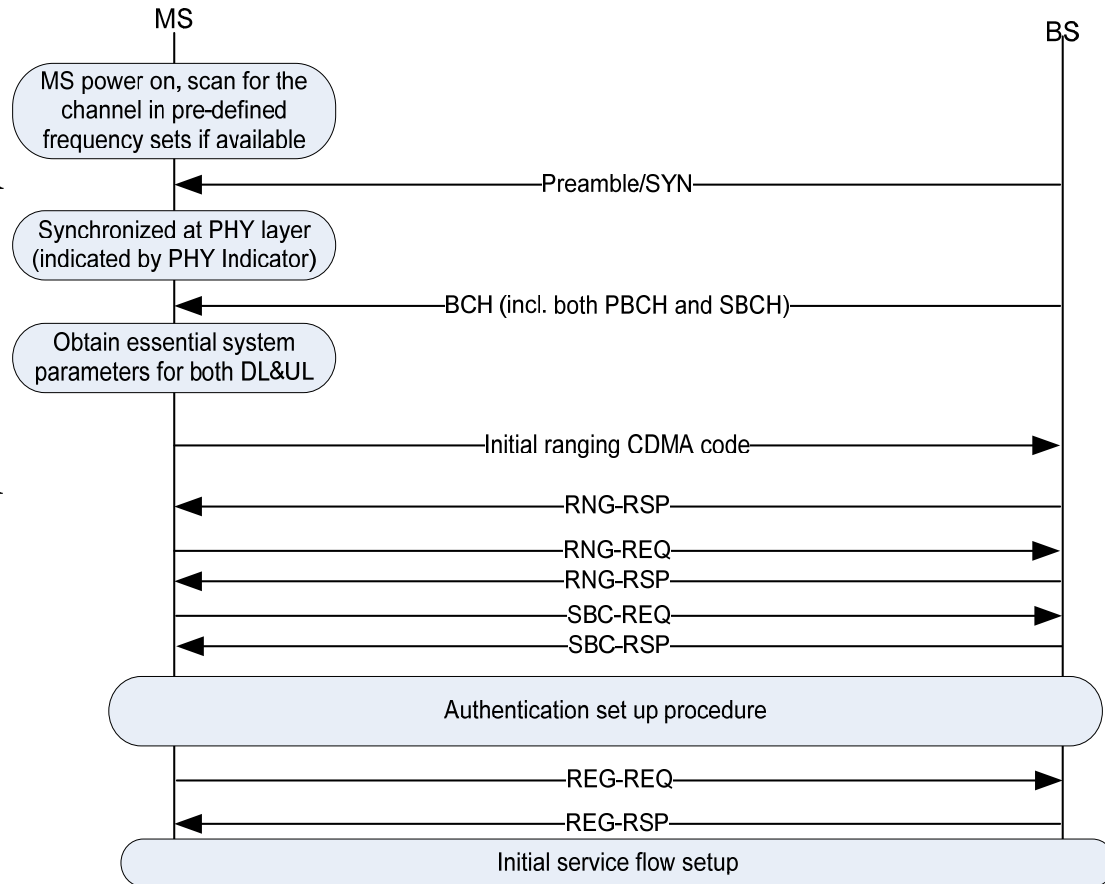 MS
BS
MS power on, scan for the
channel in pre-defined
frequency sets if available
Preamble/SYN
Synchronized at PHY layer
(indicated by PHY Indicator)
BCH (incl. both PBCH and SBCH)
Obtain essential system
parameters for both DL&UL
Initial ranging CDMA code
RNG-RSP
RNG-REQ
RNG-RSP
SBC-REQ
SBC-RSP
Authentication set up procedure
REG-REQ
REG-RSP
Initial service flow setup